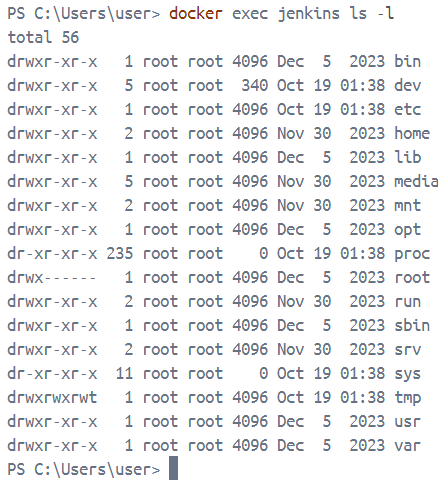 PS C:\Users\user> docker exec jenkins ls -l
total 56
drwxr-xr-x   1 root root 4096 Dec  5  2023 bin
drwxr-xr-x   5 root root  340 Oct 19 01:38 dev
drwxr-xr-x   1 root root 4096 Oct 19 01:38 etc
drwxr-xr-x   2 root root 4096 Nov 30  2023 home
drwxr-xr-x   1 root root 4096 Dec  5  2023 lib
drwxr-xr-x   5 root root 4096 Nov 30  2023 media
drwxr-xr-x   2 root root 4096 Nov 30  2023 mnt
drwxr-xr-x   1 root root 4096 Dec  5  2023 opt
dr-xr-xr-x 235 root root    0 Oct 19 01:38 proc
drwx------   1 root root 4096 Dec  5  2023 root
drwxr-xr-x   2 root root 4096 Nov 30  2023 run
drwxr-xr-x   1 root root 4096 Dec  5  2023 sbin
drwxr-xr-x   2 root root 4096 Nov 30  2023 srv
dr-xr-xr-x  11 root root    0 Oct 19 01:38 sys
drwxrwxrwt   1 root root 4096 Oct 19 01:38 tmp
drwxr-xr-x   1 root root 4096 Dec  5  2023 usr
drwxr-xr-x   1 root root 4096 Dec  5  2023 var
PS C:\Users\user>